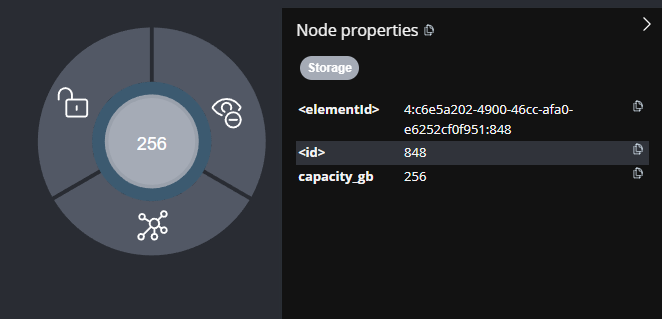 256
Node properties
Storage
<elementId> 4:c6e5a202-4900-46cc-afa0-
e6252cf0f951:848
<id> 848
capacity_gb 256